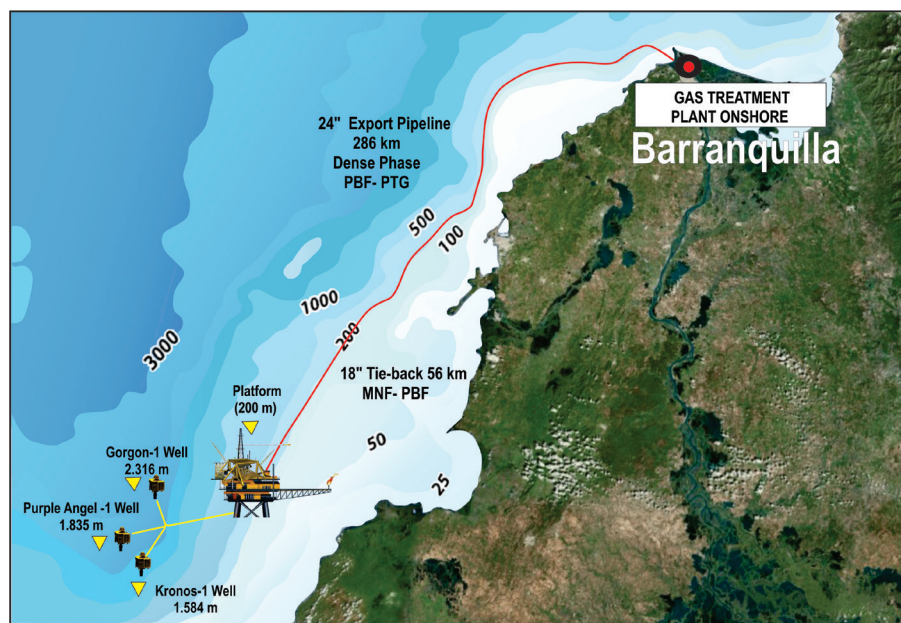 GAS TREATMENT
PLANT ONSHORE
Barranquilla
24" Export Pipeline
286 km
Dense Phase
PBF- PTG
500
100
1000
200
3000
18" Tie-back 56 km
MNF- PBF
Platform
(200 m)
50
25
Gorgon-1 Well
2.316 m
Purple Angel -1 Well
1.835 m
Kronos-1 Well
1.584 m